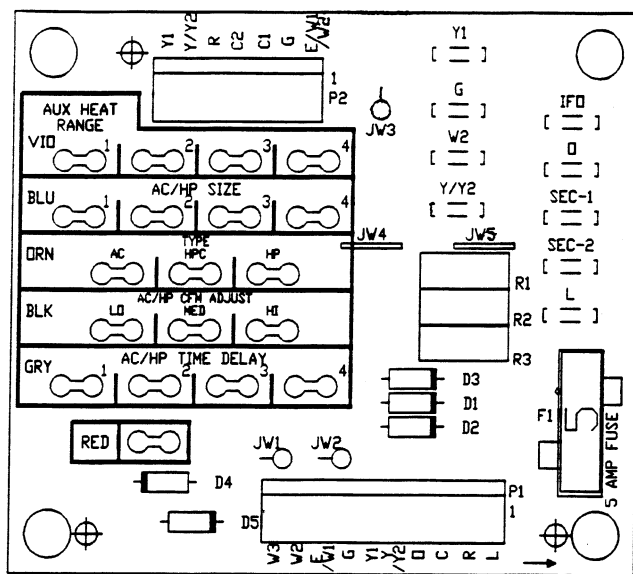 Y1 Y/Y2 R C2 C1 G E/W1 /W2
1
P2
JW3
Y1
G
W2
Y/Y2
IFO
O
SEC-1
SEC-2
L
AUX HEAT
RANGE
VIO 1 2 3 4
AC/HP SIZE
BLU 1 2 3 4
TYPE
ORN AC HPC HP
AC/HP CFM ADJUST
BLK LO MED HI
AC/HP TIME DELAY
GRY 1 2 3 4
RED
JW4
JW5
R1
R2
R3
D3
D1
D2
F1
5
5 AMP FUSE
JW1
JW2
D4
D5
P1
1
W3 W2 E/W1 G Y1 Y/Y2 O C R L